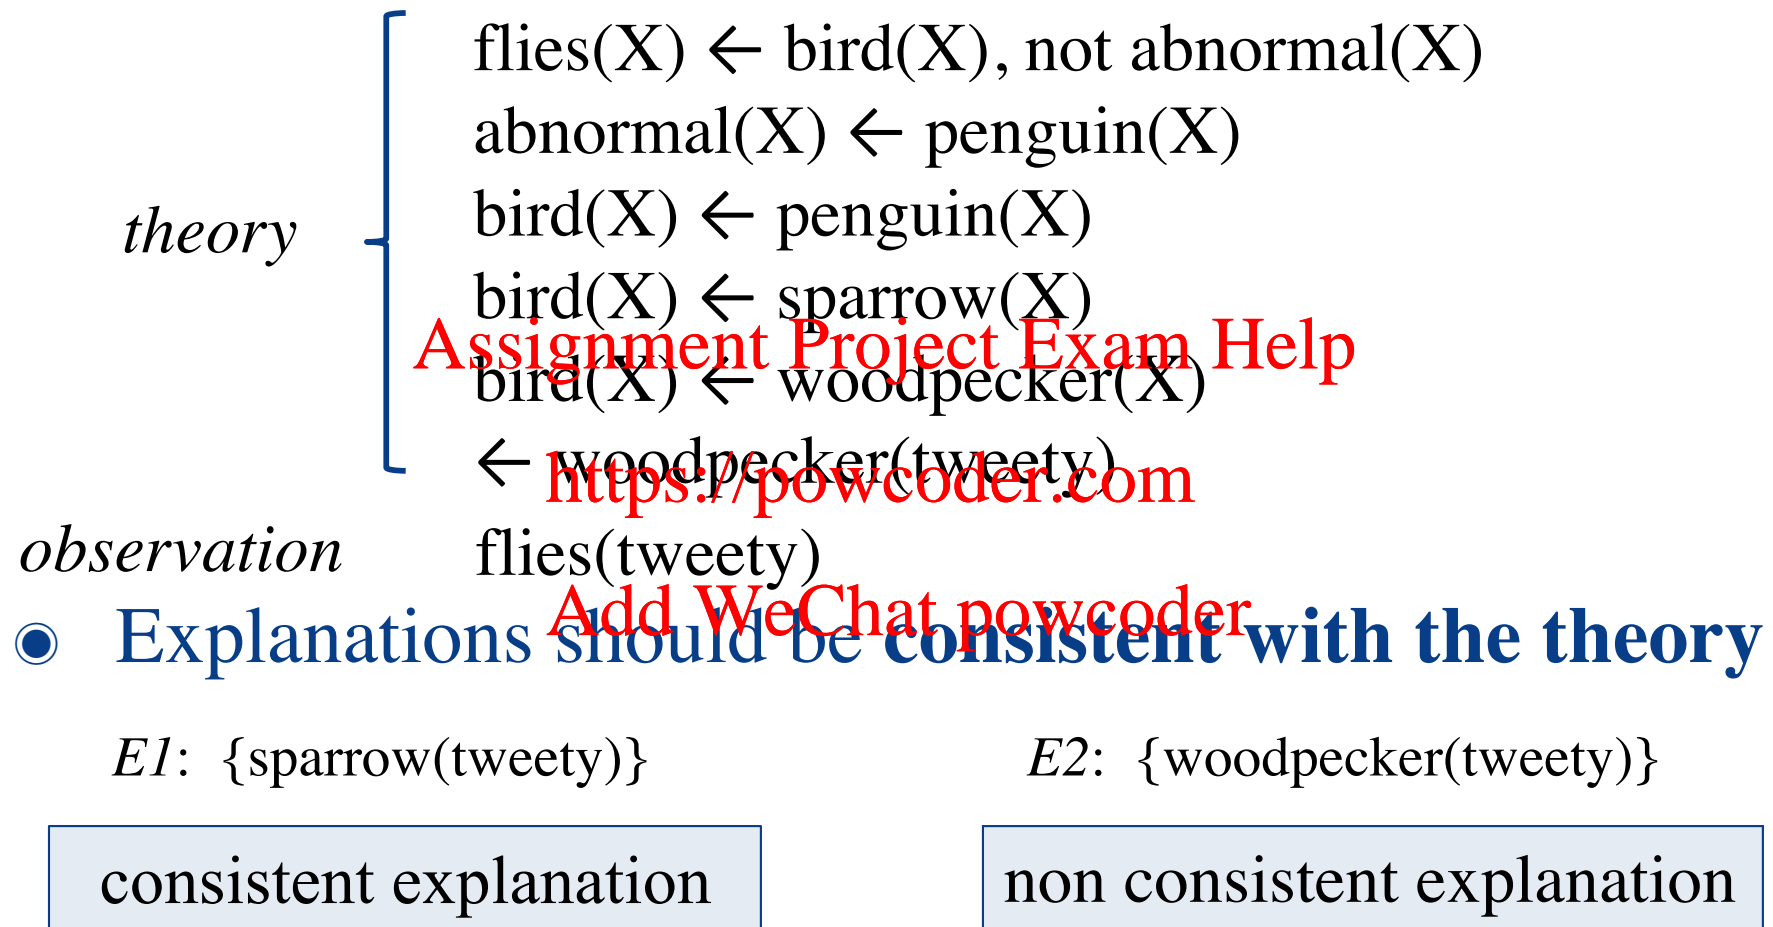 flies(X) ← bird(X), not abnormal(X)
abnormal(X) ← penguin(X)
bird(X) ← penguin(X)
theory
bird(X) ← sparrow(X)
Assignment Project Exam Help
bird(X) ← woodpecker(X)
← woodpecker(tweety)
https://powcoder.com
observation flies(tweety)
Add WeChat powcoder
Explanations should be consistent with the theory
E1: {sparrow(tweety)} E2: {woodpecker(tweety)}
consistent explanation non consistent explanation